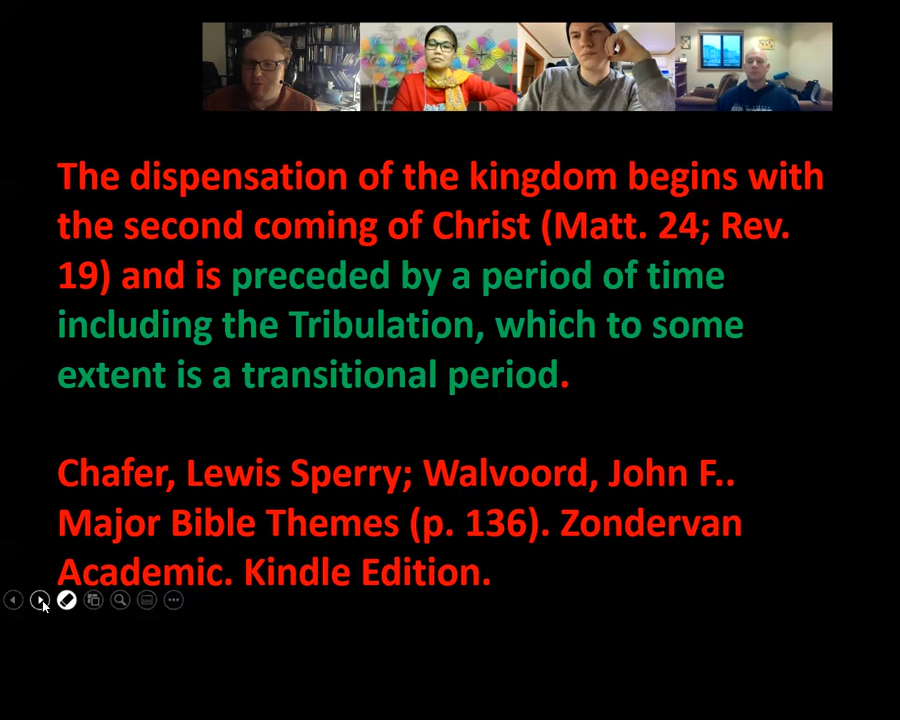 The dispensation of the kingdom begins with
the second coming of Christ (Matt. 24; Rev.
19) and is preceded by a period of time
including the Tribulation, which to some
extent is a transitional period.
Chafer, Lewis Sperry; Walvoord, John F..
Major Bible Themes (p. 136). Zondervan
Academic. Kindle Edition.